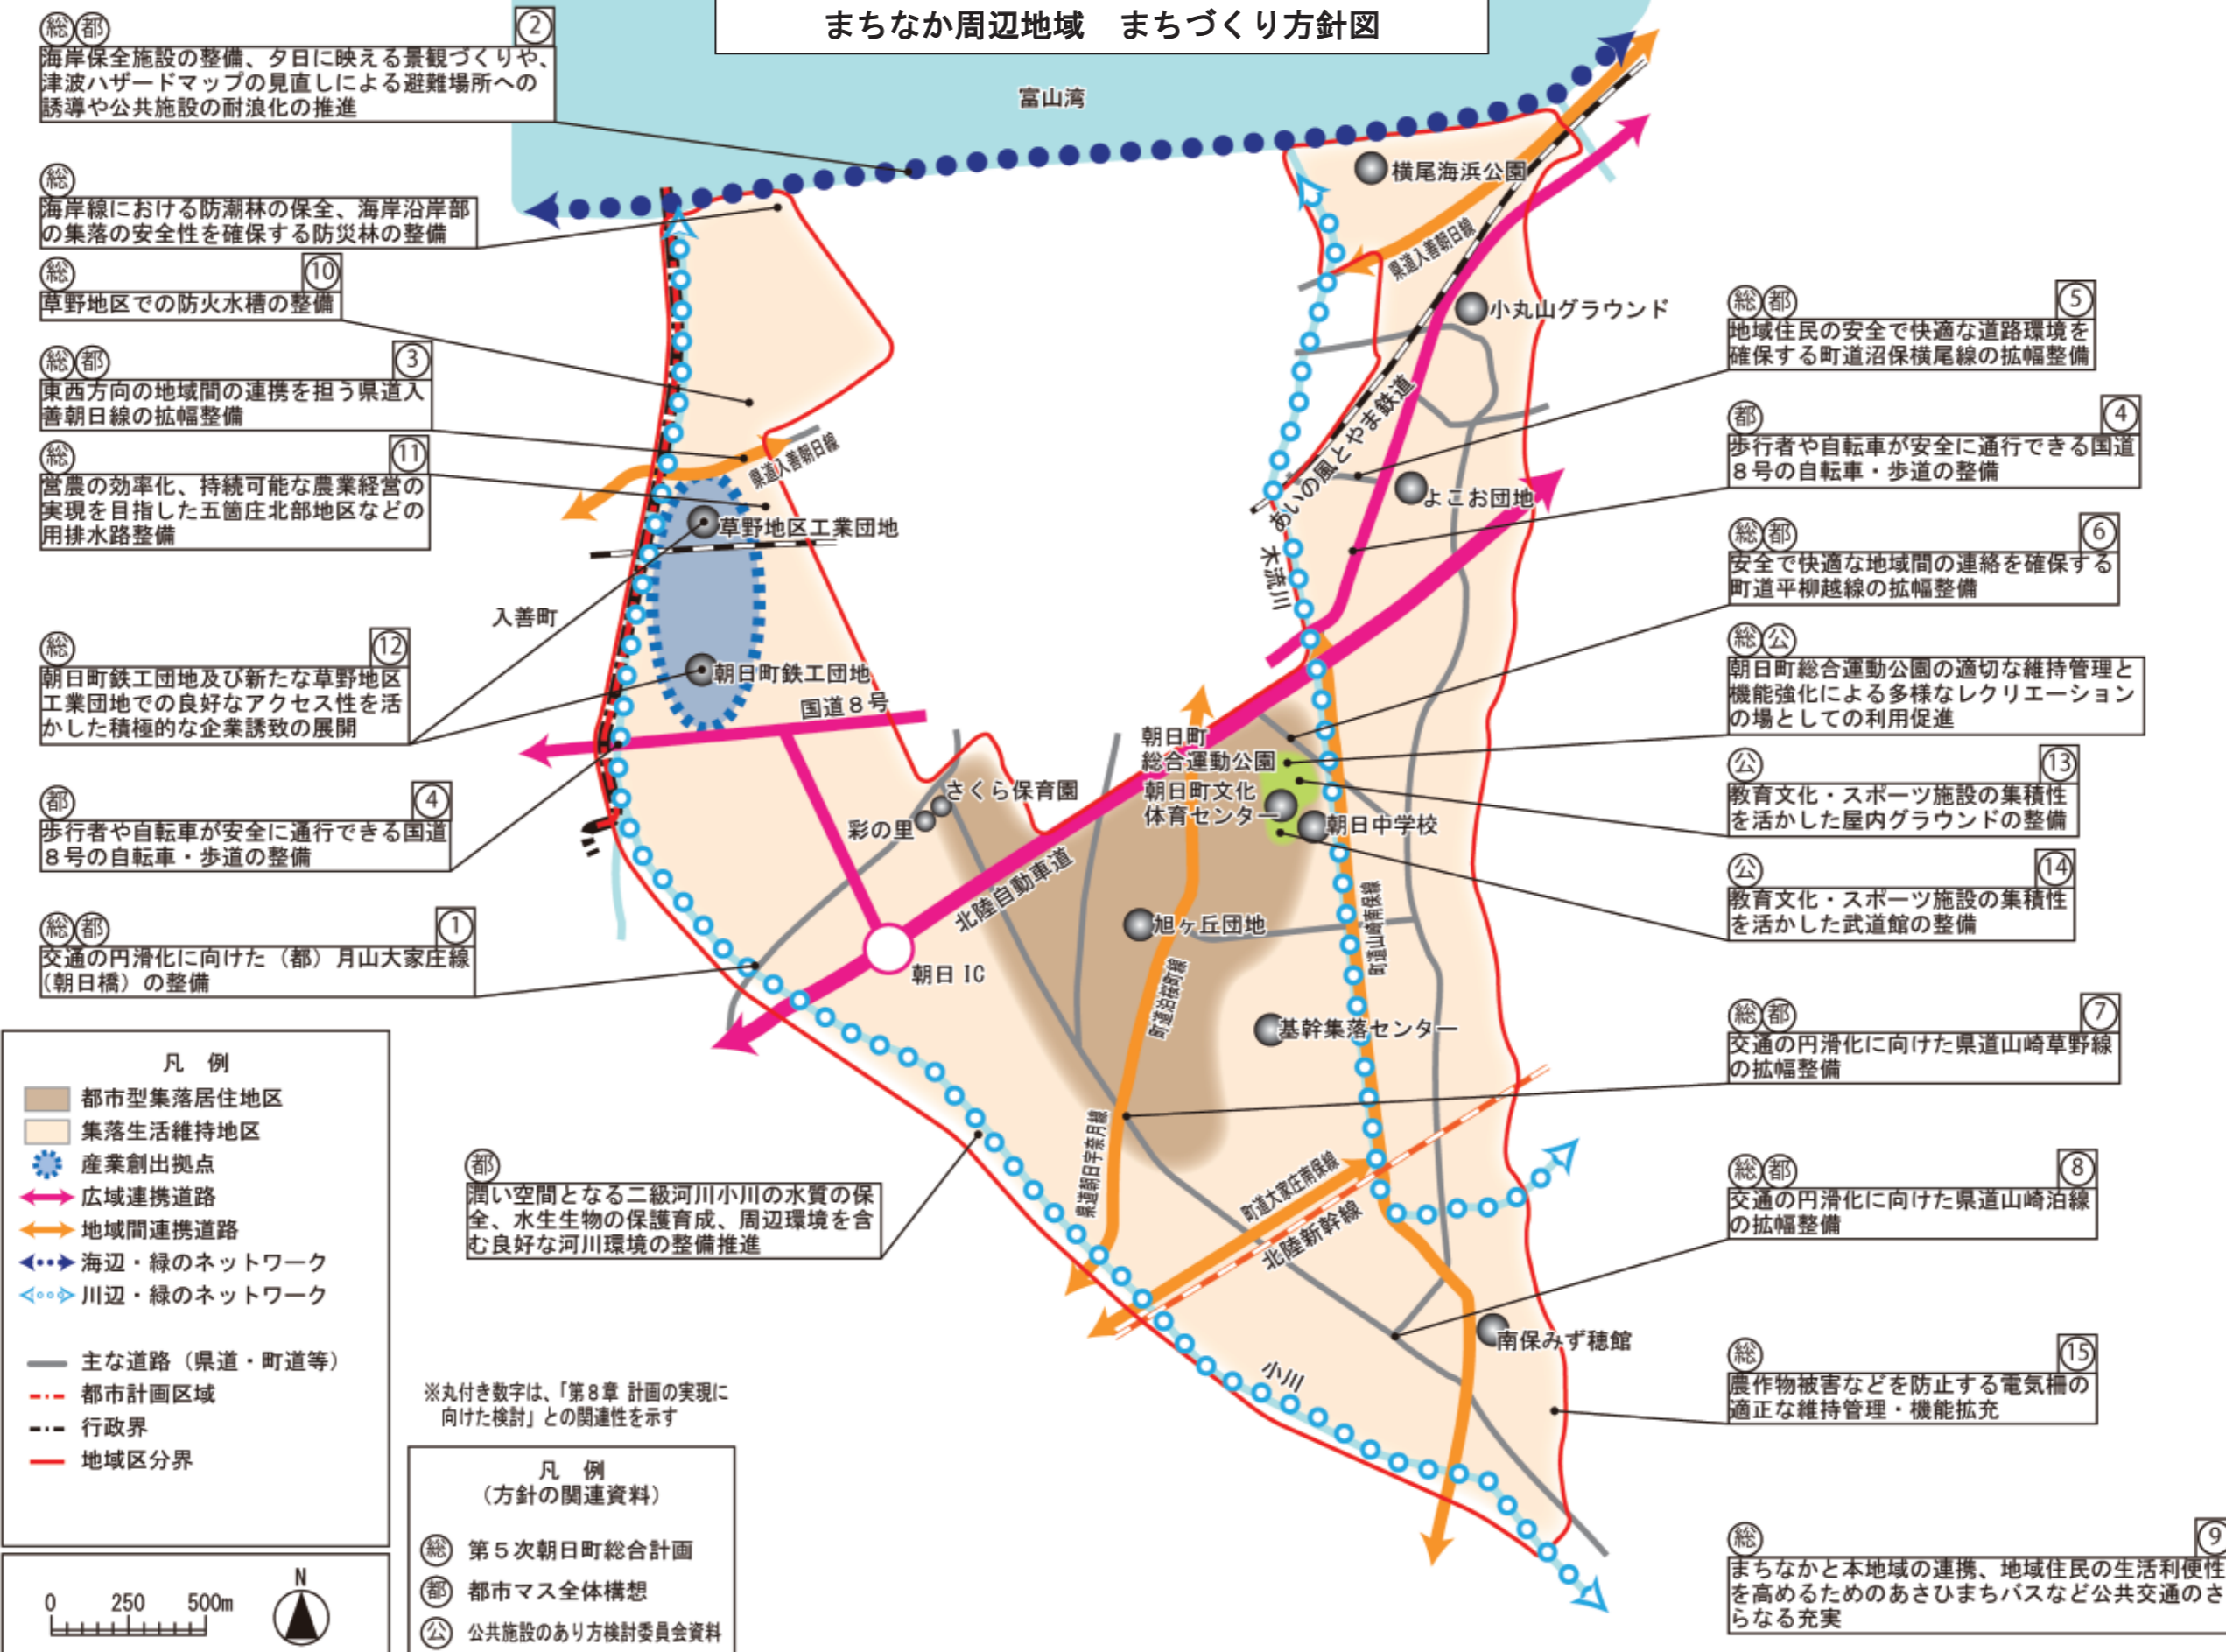 まちなか周辺地域　まちづくり方針図
総都 ②
海岸保全施設の整備、夕日に映える景観づくりや、
津波ハザードマップの見直しによる避難場所への
誘導や公共施設の耐浪化の推進
総
海岸線における防潮林の保全、海岸沿岸部
の集落の安全性を確保する防災林の整備
総 ⑩
草野地区での防火水槽の整備
総都 ③
東西方向の地域間の連携を担う県道入
善朝日線の拡幅整備
総 ⑪
営農の効率化、持続可能な農業経営の
実現を目指した五箇庄北部地区などの
用排水路整備
総 ⑫
朝日町鉄工団地及び新たな草野地区
工業団地での良好なアクセス性を活
かした積極的な企業誘致の展開
都 ④
歩行者や自転車が安全に通行できる国道
８号の自転車・歩道の整備
総都 ①
交通の円滑化に向けた（都）月山大家庄線
（朝日橋）の整備
都
潤い空間となる二級河川小川の水質の保
全、水生生物の保護育成、周辺環境を含
む良好な河川環境の整備推進
富山湾
横尾海浜公園
県道入善朝日線
小丸山グラウンド
あいの風とやま鉄道
よこお団地
木流川
県道入善朝日線
草野地区工業団地
入善町
朝日町鉄工団地
国道８号
さくら保育園
彩の里
朝日町
総合運動公園
朝日町文化
体育センター
朝日中学校
北陸自動車道
旭ヶ丘団地
町道山崎南保線
朝日 IC
町道沼桜町線
基幹集落センター
県道朝日宇奈月線
町道大家庄南保線
北陸新幹線
南保みず穂館
小川
総都 ⑤
地域住民の安全で快適な道路環境を
確保する町道沼保横尾線の拡幅整備
都 ④
歩行者や自転車が安全に通行できる国道
８号の自転車・歩道の整備
総都 ⑥
安全で快適な地域間の連絡を確保する
町道平柳越線の拡幅整備
総公
朝日町総合運動公園の適切な維持管理と
機能強化による多様なレクリエーション
の場としての利用促進
公 ⑬
教育文化・スポーツ施設の集積性
を活かした屋内グラウンドの整備
公 ⑭
教育文化・スポーツ施設の集積性
を活かした武道館の整備
総都 ⑦
交通の円滑化に向けた県道山崎草野線
の拡幅整備
総都 ⑧
交通の円滑化に向けた県道山崎泊線
の拡幅整備
総 ⑮
農作物被害などを防止する電気柵の
適正な維持管理・機能拡充
総 ⑨
まちなかと本地域の連携、地域住民の生活利便性
を高めるためのあさひまちバスなど公共交通のさ
らなる充実
凡　例
都市型集落居住地区
集落生活維持地区
産業創出拠点
広域連携道路
地域間連携道路
海辺・緑のネットワーク
川辺・緑のネットワーク
主な道路（県道・町道等）
都市計画区域
行政界
地域区分界
0 250 500m
N
※丸付き数字は、「第８章 計画の実現に
向けた検討」との関連性を示す
凡　例
（方針の関連資料）
総 第５次朝日町総合計画
都 都市マス全体構想
公 公共施設のあり方検討委員会資料